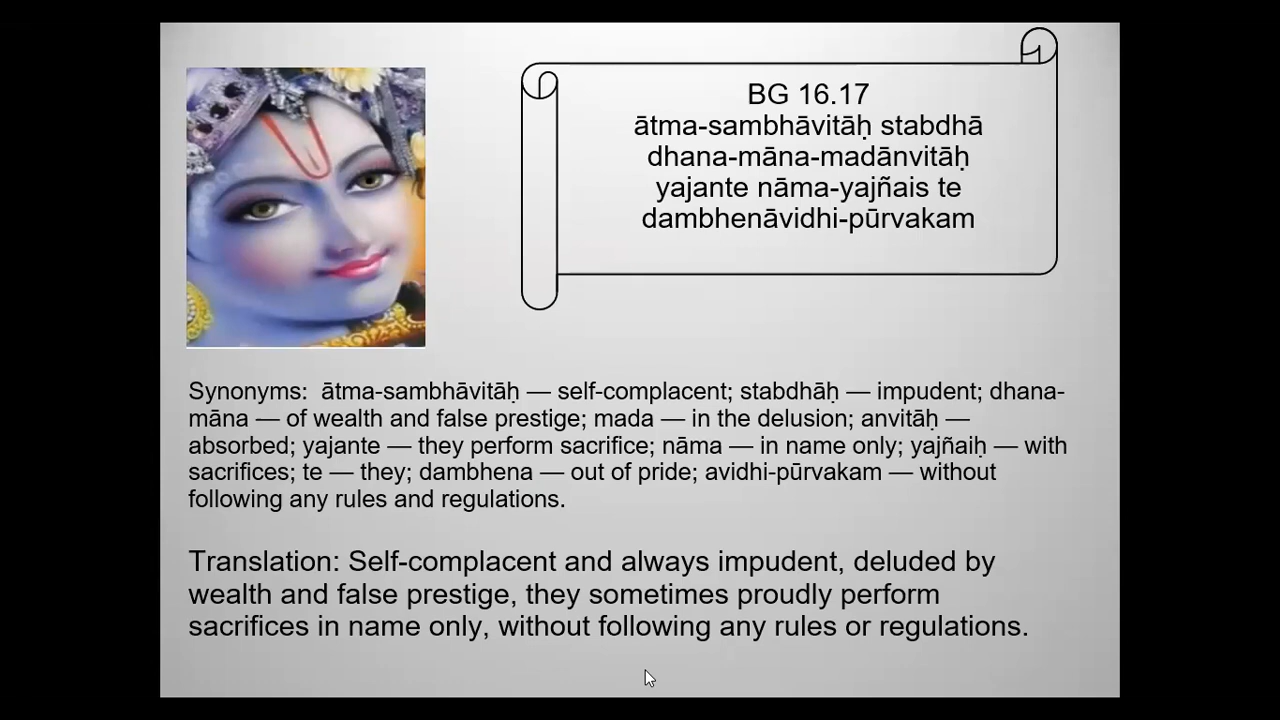 BG 16.17
ātma-sambhāvitāḥ stabdhā
dhana-māna-madānvitāḥ
yajante nāma-yajñais te
dambhenāvidhi-pūrvakam
Synonyms:  ātma-sambhāvitāḥ — self-complacent; stabdhāḥ — impudent; dhana-
māna — of wealth and false prestige; mada — in the delusion; anvitāḥ —
absorbed; yajante — they perform sacrifice; nāma — in name only; yajñaiḥ — with
sacrifices; te — they; dambhena — out of pride; avidhi-pūrvakam — without
following any rules and regulations.
Translation: Self-complacent and always impudent, deluded by
wealth and false prestige, they sometimes proudly perform
sacrifices in name only, without following any rules or regulations.